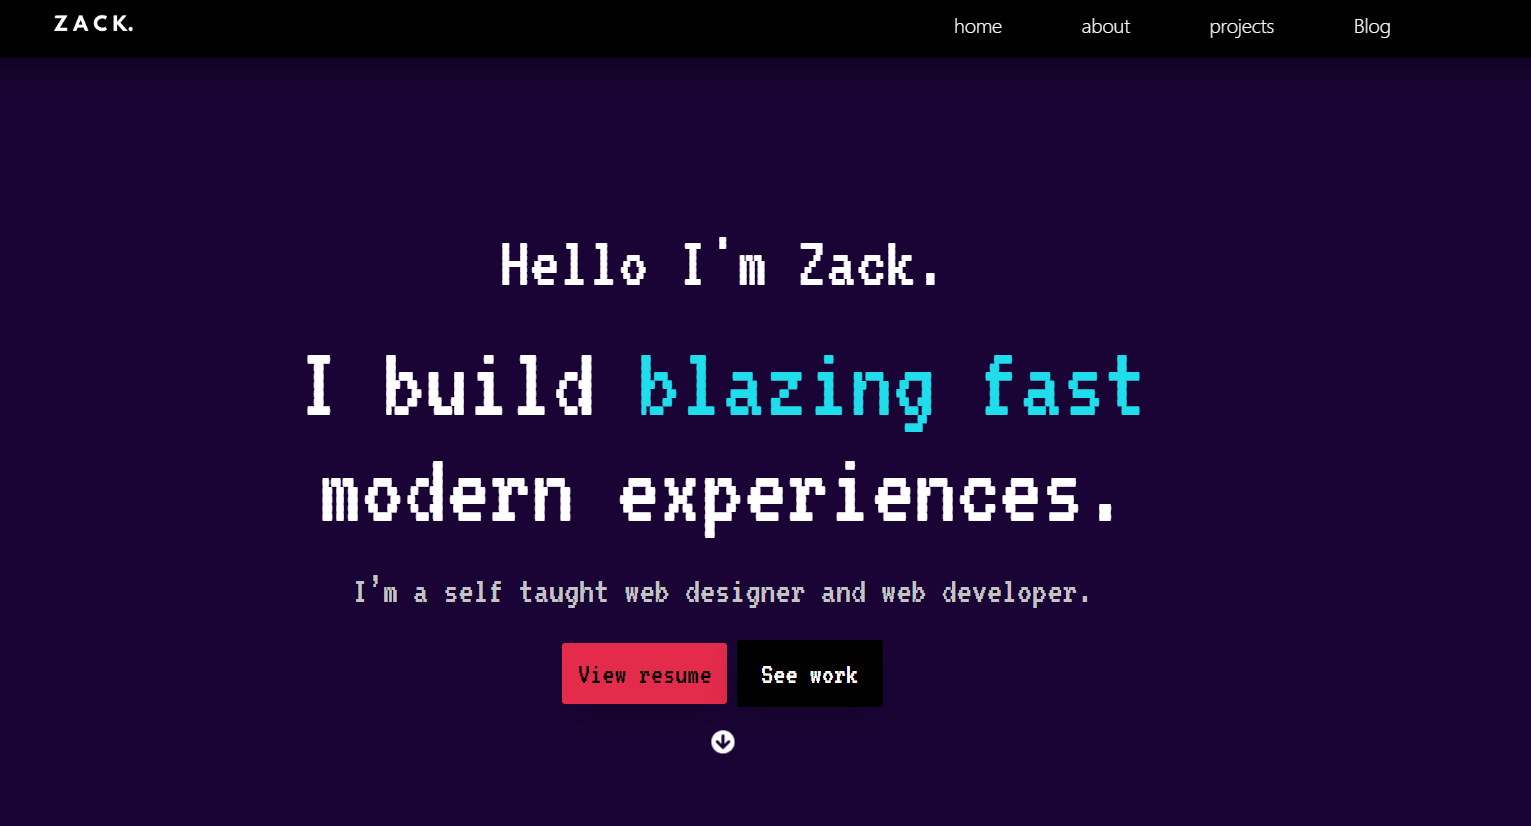 ZACK.
home about projects Blog
Hello I'm Zack.
I build blazing fast
modern experiences.
I'm a self taught web designer and web developer.
View resume See work